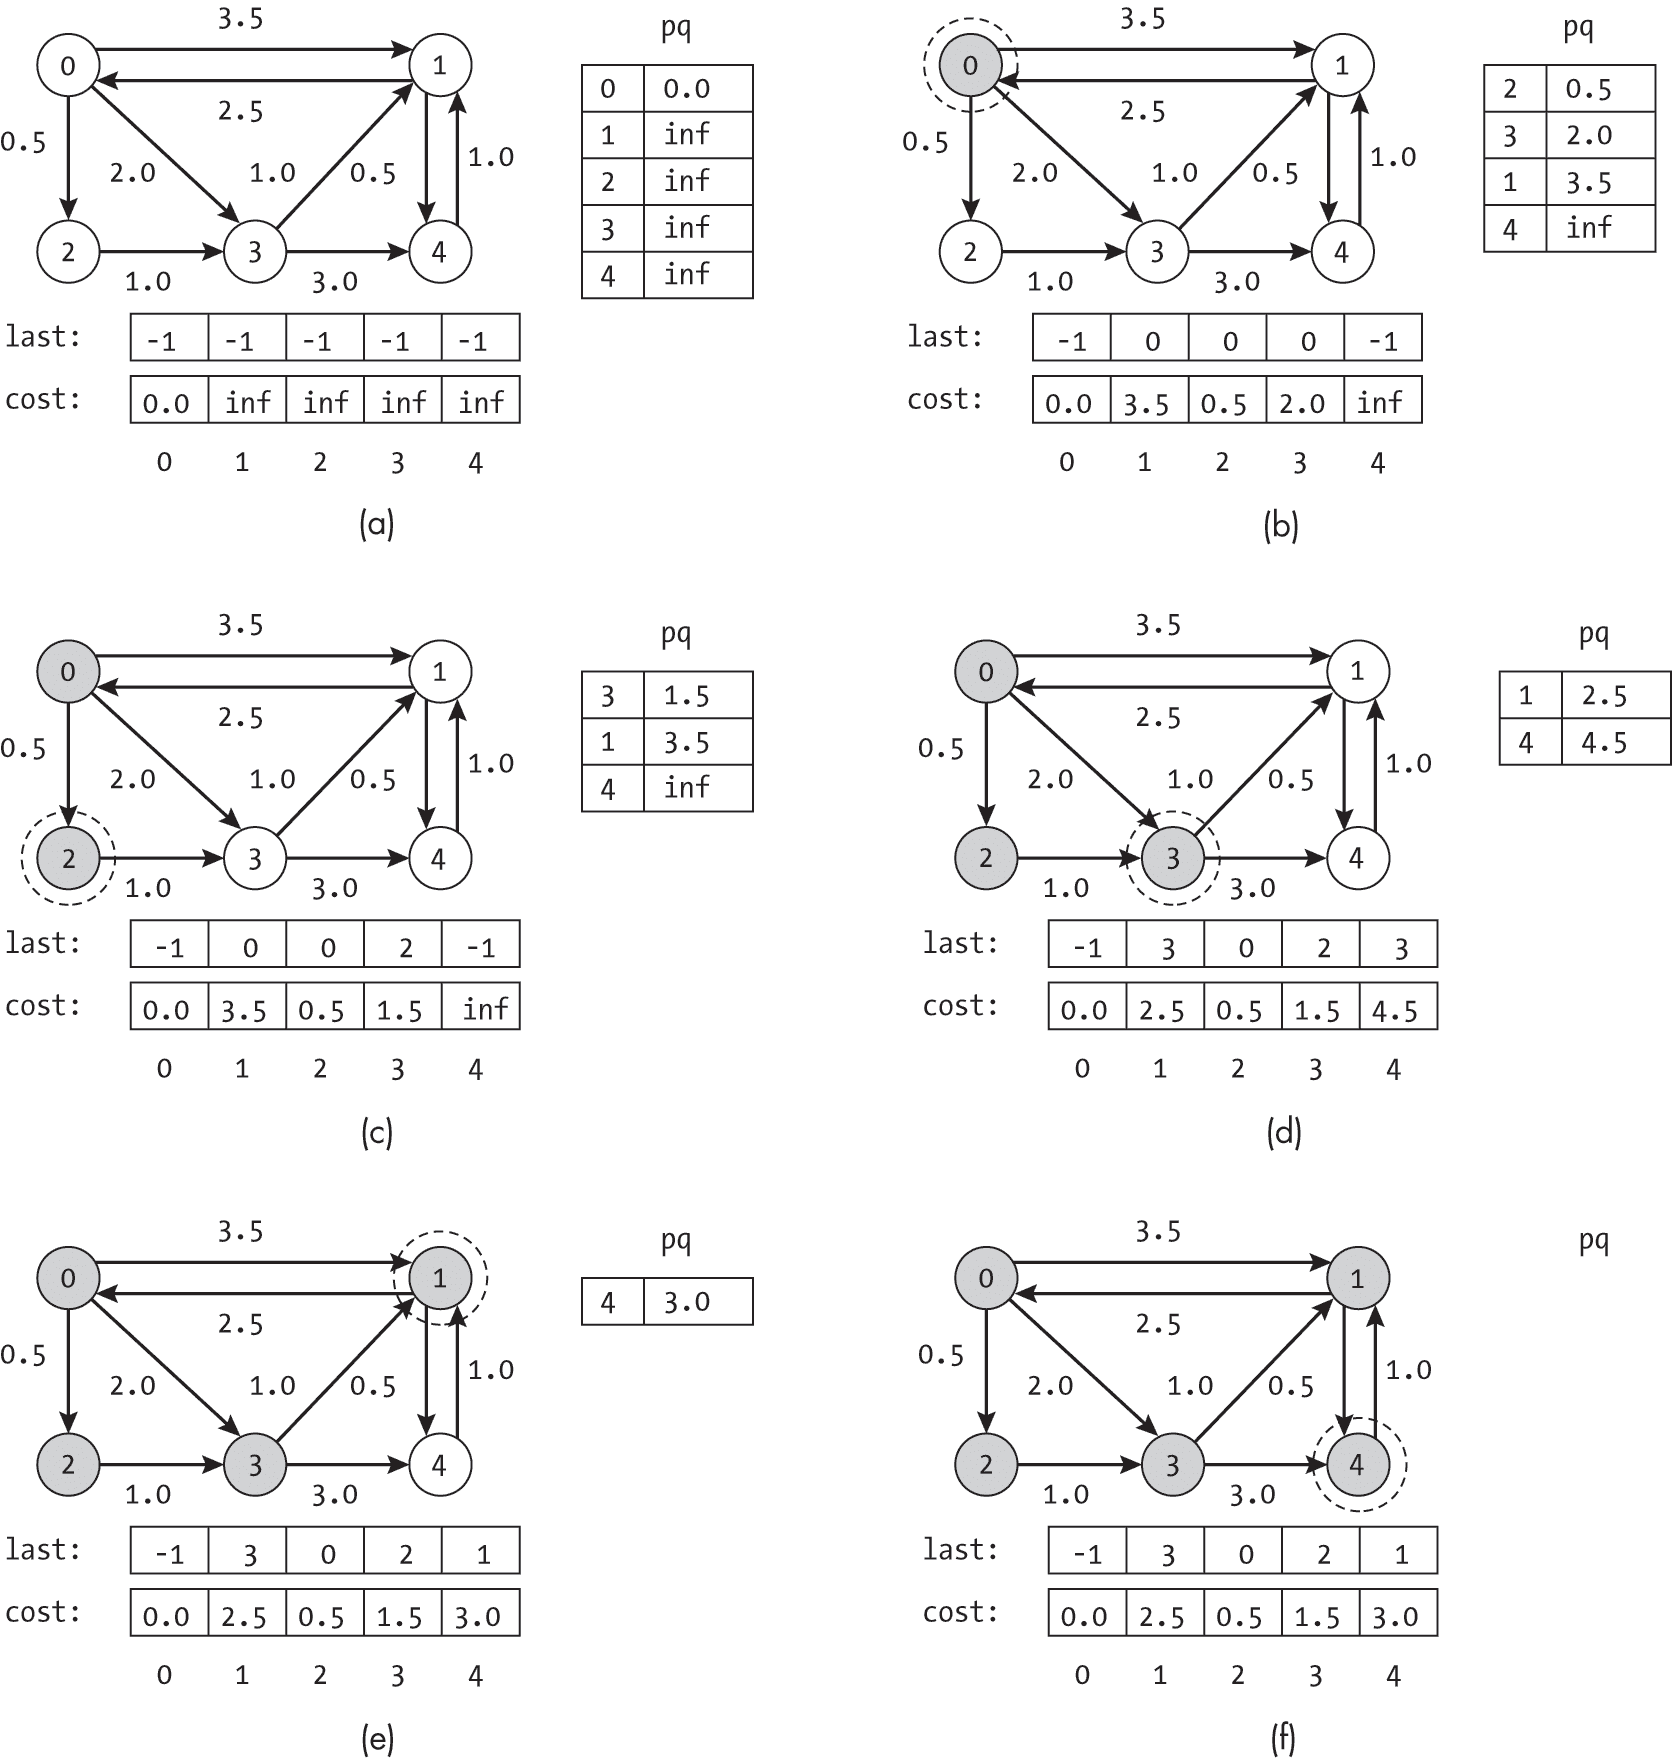 3.5
pq
0 1
0 0.0
2.5
1 inf
0.5 2.0 1.0 0.5 1.0
2 inf
3 inf
2 3 4
4 inf
1.0 3.0
last: -1 -1 -1 -1 -1
cost: 0.0 inf inf inf inf
0 1 2 3 4
(a)
3.5
pq
0 1
2 0.5
2.5
3 2.0
0.5 2.0 1.0 0.5 1.0
1 3.5
4 inf
2 3 4
1.0 3.0
last: -1 0 0 0 -1
cost: 0.0 3.5 0.5 2.0 inf
0 1 2 3 4
(b)
3.5
pq
0 1
3 1.5
2.5
1 3.5
0.5 2.0 1.0 0.5 1.0
4 inf
2 3 4
1.0 3.0
last: -1 0 0 2 -1
cost: 0.0 3.5 0.5 1.5 inf
0 1 2 3 4
(c)
3.5
pq
0 1
1 2.5
2.5
4 4.5
0.5 2.0 1.0 0.5 1.0
2 3 4
1.0 3.0
last: -1 3 0 2 3
cost: 0.0 2.5 0.5 1.5 4.5
0 1 2 3 4
(d)
3.5
pq
0 1
4 3.0
2.5
0.5 2.0 1.0 0.5 1.0
2 3 4
1.0 3.0
last: -1 3 0 2 1
cost: 0.0 2.5 0.5 1.5 3.0
0 1 2 3 4
(e)
3.5
pq
0 1
2.5
0.5 2.0 1.0 0.5 1.0
2 3 4
1.0 3.0
last: -1 3 0 2 1
cost: 0.0 2.5 0.5 1.5 3.0
0 1 2 3 4
(f)